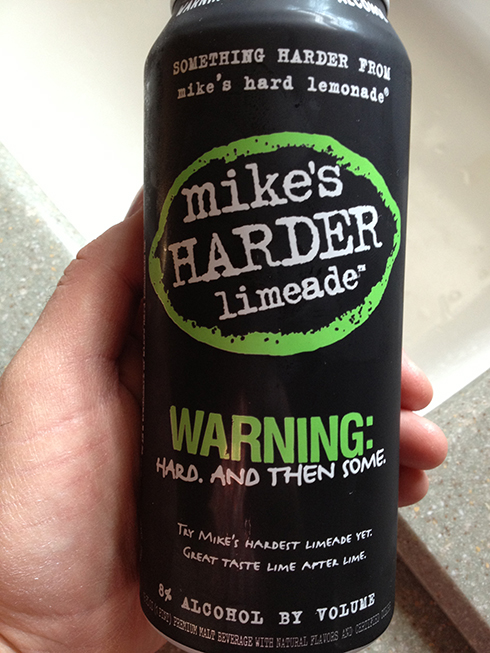 SOMETHING HARDER FROM
mike's hard lemonade®
mike's
HARDER
limeade™
WARNING:
HARD. AND THEN SOME.
TRY MIKE'S HARDEST LIMEADE YET.
GREAT TASTE LIME AFTER LIME.
8% ALCOHOL BY VOLUME
PREMIUM MALT BEVERAGE WITH NATURAL FLAVORS AND CERTIFIED